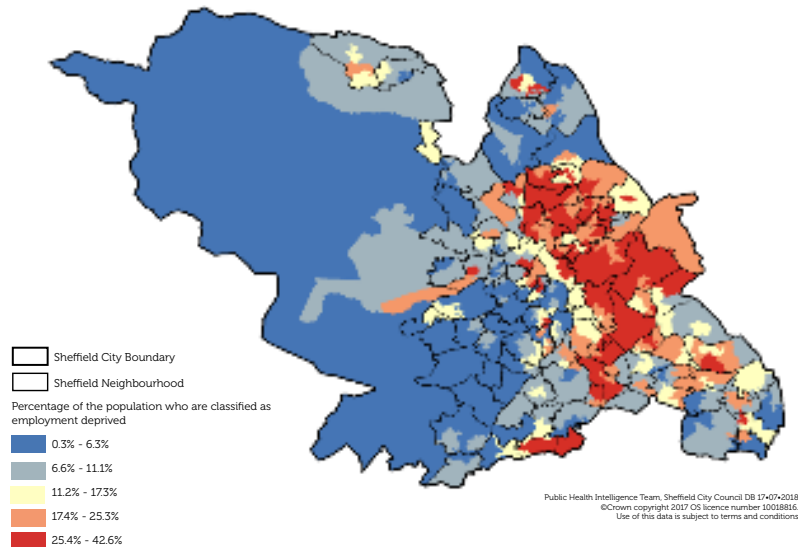 Sheffield City Boundary
Sheffield Neighbourhood
Percentage of the population who are classified as
employment deprived
0.3% - 6.3%
6.6% - 11.1%
11.2% - 17.3%
17.4% - 25.3%
25.4% - 42.6%
Public Health Intelligence Team, Sheffield City Council DB 17•07•2018
©Crown copyright 2017 OS licence number 10018816.
Use of this data is subject to terms and conditions